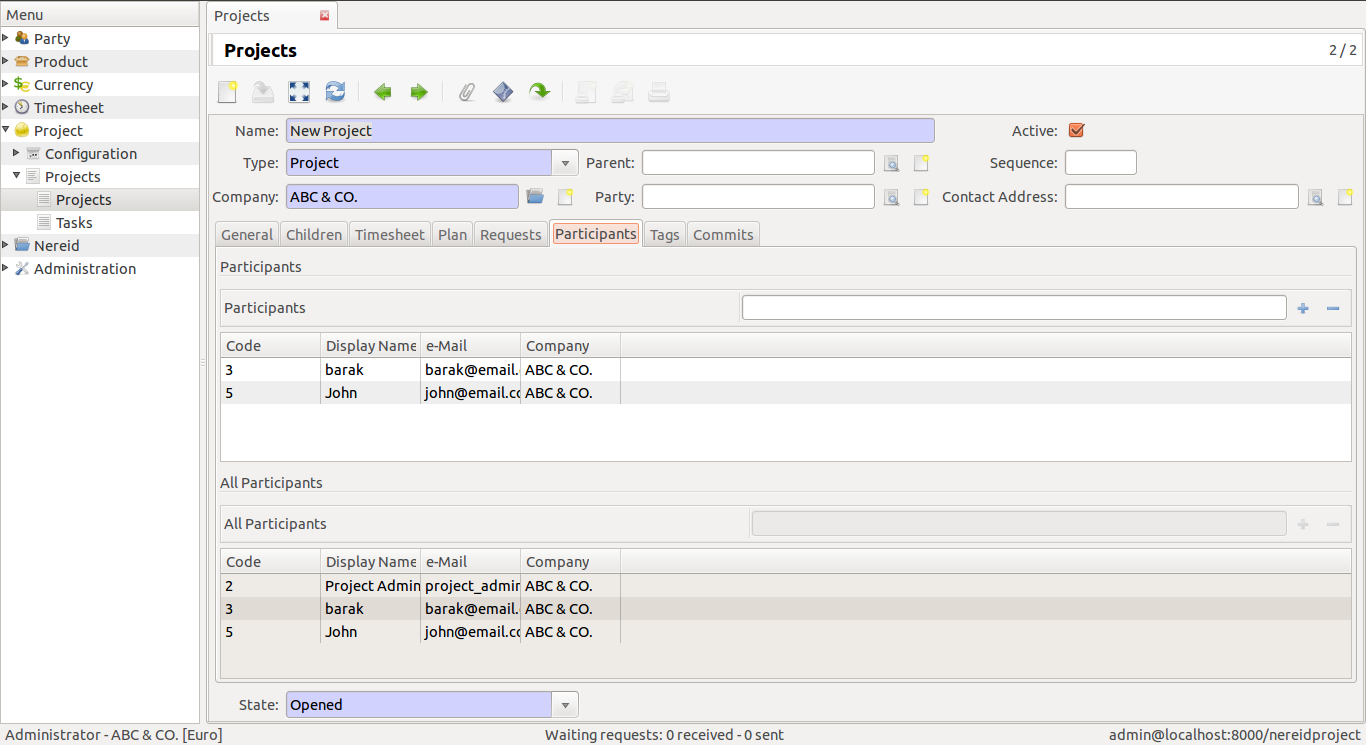 Menu
Party
Product
Currency
Timesheet
Project
Configuration
Projects
Projects
Tasks
Nereid
Administration
Projects
Projects
2 / 2
Name: New Project Active:
Type: Project Parent: Sequence:
Company: ABC & CO. Party: Contact Address:
General Children Timesheet Plan Requests Participants Tags Commits
Participants
Participants
Code Display Name e-Mail Company
3 barak barak@email. ABC & CO.
5 John john@email.cc ABC & CO.
All Participants
All Participants
Code Display Name e-Mail Company
2 Project Admin project_admir ABC & CO.
3 barak barak@email. ABC & CO.
5 John john@email.cc ABC & CO.
State: Opened
Administrator - ABC & CO. [Euro] Waiting requests: 0 received - 0 sent admin@localhost:8000/nereidproject